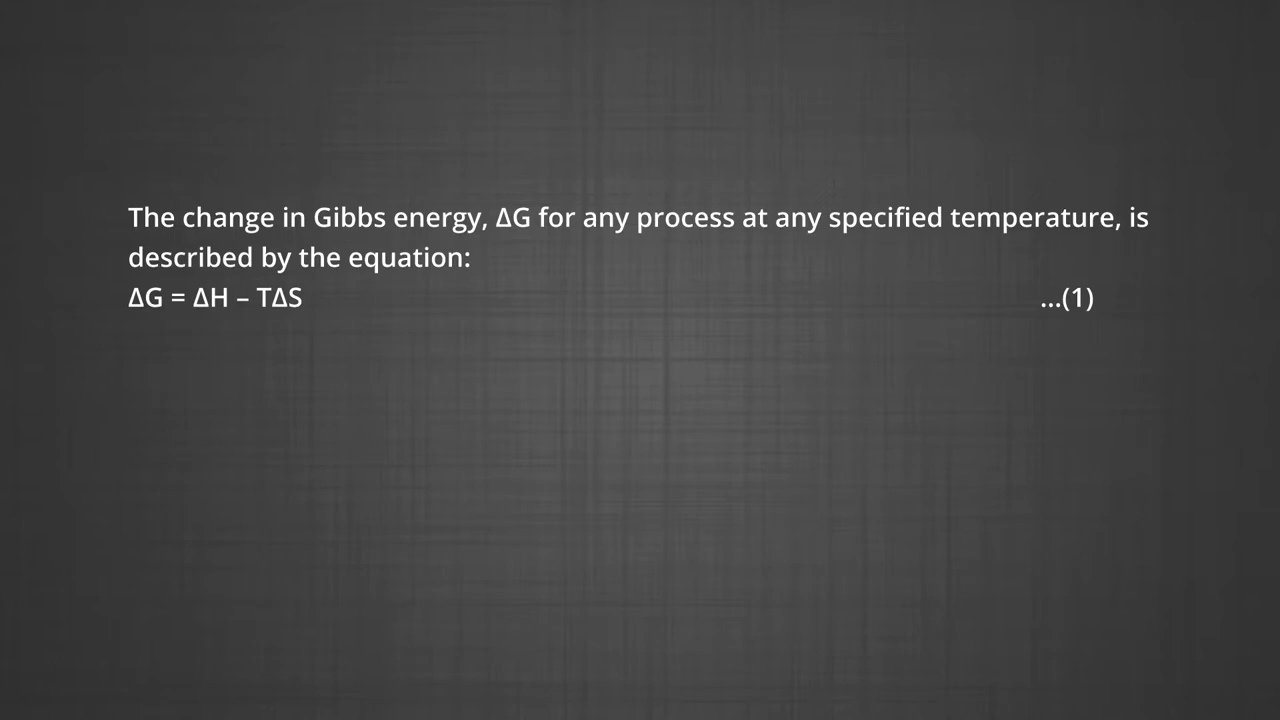 The change in Gibbs energy, ΔG for any process at any specified temperature, is
described by the equation:
ΔG = ΔH – TΔS ...(1)